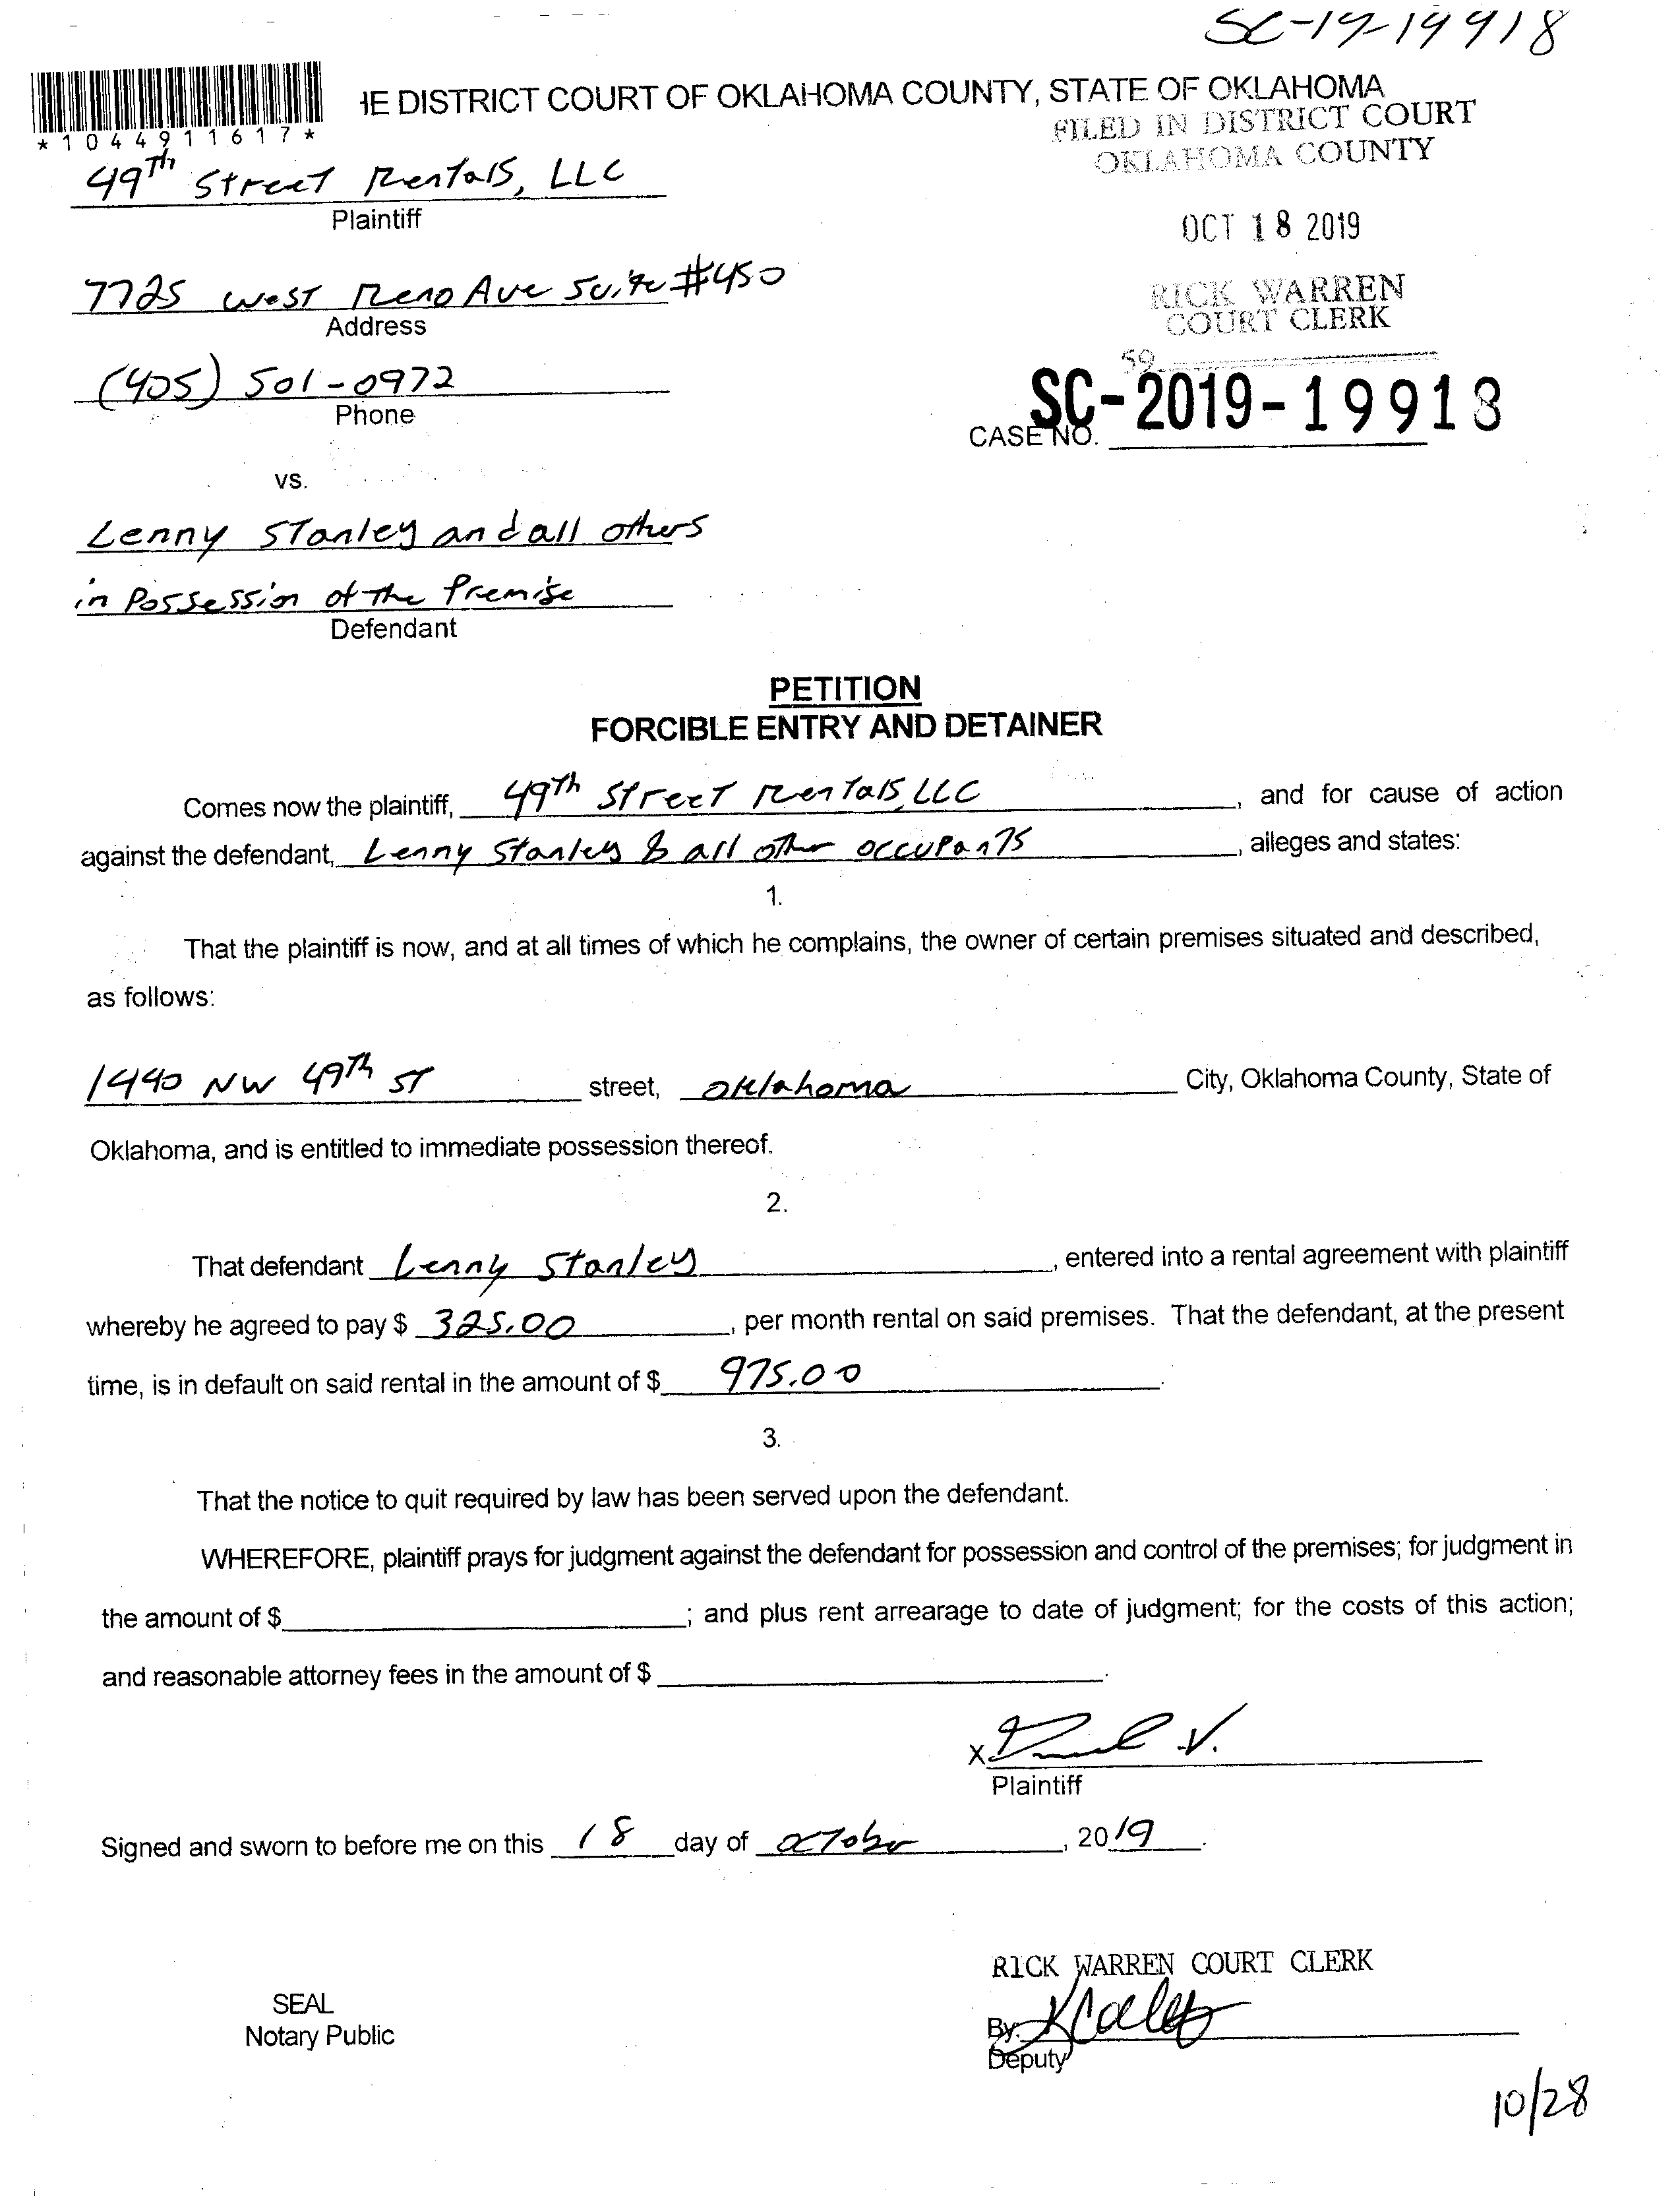 SC-19-19918
*1044911617*
IE DISTRICT COURT OF OKLAHOMA COUNTY, STATE OF OKLAHOMA
FILED IN DISTRICT COURT
OKLAHOMA COUNTY
49Th Street Rentals, LLC
Plaintiff
OCT 18 2019
7725 West Reno Ave Suite #450
Address
RICK WARREN
COURT CLERK
(405) 501-0972
Phone
59
SC-2019-19918
CASE NO.
vs.
Lenny Stanley and all others
in Possession of the Premise
Defendant
PETITION
FORCIBLE ENTRY AND DETAINER
Comes now the plaintiff, 49Th Street Rentals, LLC, and for cause of action
against the defendant, Lenny Stanley & all other occupants, alleges and states:
1.
That the plaintiff is now, and at all times of which he complains, the owner of certain premises situated and described,
as follows:
1440 NW 49Th ST street, Oklahoma City, Oklahoma County, State of
Oklahoma, and is entitled to immediate possession thereof.
2.
That defendant Lenny Stanley, entered into a rental agreement with plaintiff
whereby he agreed to pay $ 325.00, per month rental on said premises. That the defendant, at the present
time, is in default on said rental in the amount of $ 975.00.
3.
That the notice to quit required by law has been served upon the defendant.
WHEREFORE, plaintiff prays for judgment against the defendant for possession and control of the premises; for judgment in
the amount of $; and plus rent arrearage to date of judgment; for the costs of this action;
and reasonable attorney fees in the amount of $.
X
Plaintiff
Signed and sworn to before me on this 18 day of October, 2019.
RICK WARREN COURT CLERK
SEAL
Notary Public
By:
Deputy
10/28